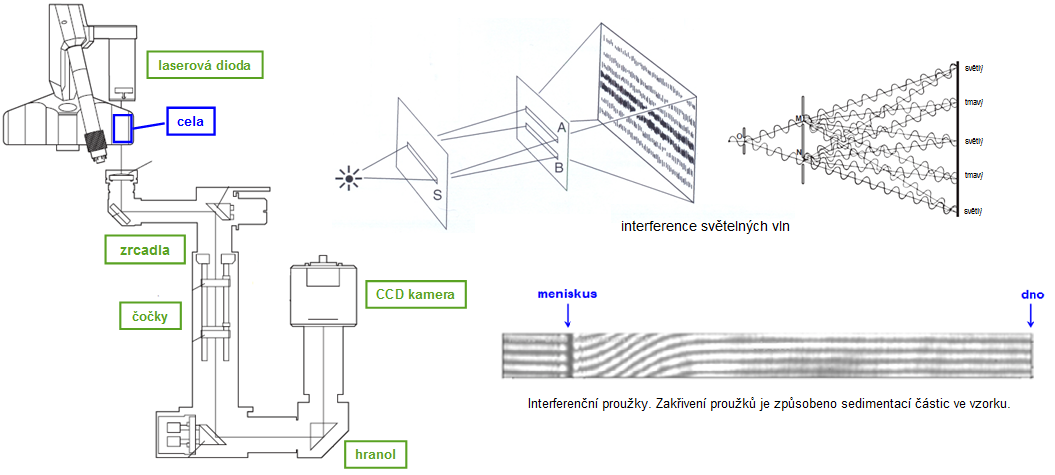 laserová dioda
cela
zrcadla
čočky
CCD kamera
hranol
S
A
B
interference světelných vln
O
M
N
světlý
tmavý
světlý
tmavý
světlý
meniskus
dno
Interferenční proužky. Zakřivení proužků je způsobeno sedimentací částic ve vzorku.